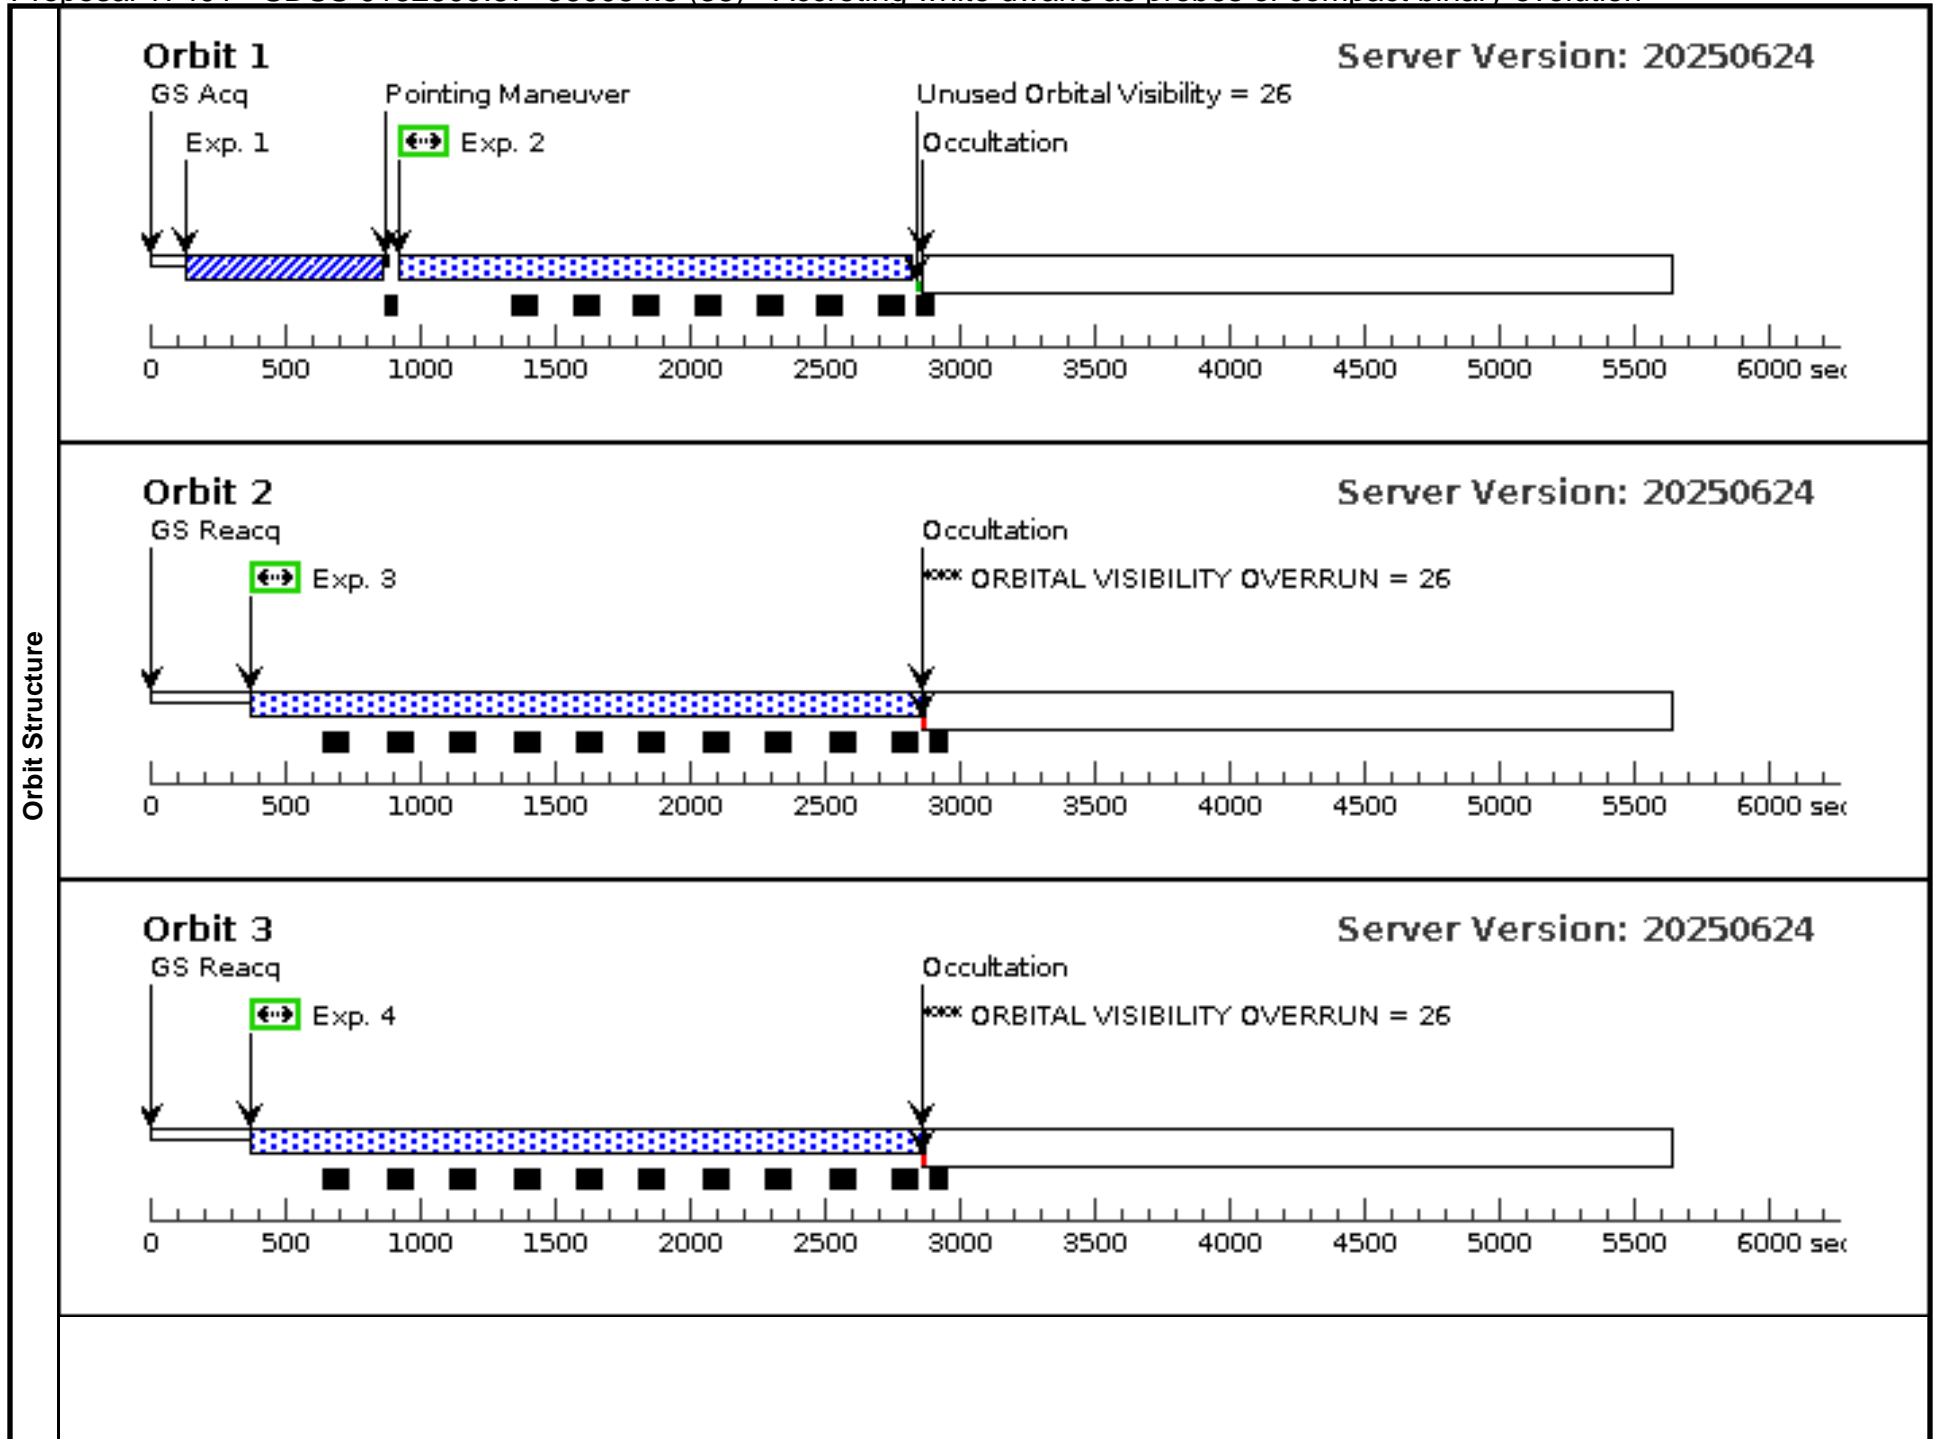 Orbit 1
Server Version: 20250624
GS Acq
Pointing Maneuver
Unused Orbital Visibility = 26
Exp. 1
Exp. 2
Occultation
0 500 1000 1500 2000 2500 3000 3500 4000 4500 5000 5500 6000 sec
Orbit 2
Server Version: 20250624
GS Reacq
Occultation
Exp. 3
**** ORBITAL VISIBILITY OVERRUN = 26
0 500 1000 1500 2000 2500 3000 3500 4000 4500 5000 5500 6000 sec
Orbit Structure
Orbit 3
Server Version: 20250624
GS Reacq
Occultation
Exp. 4
**** ORBITAL VISIBILITY OVERRUN = 26
0 500 1000 1500 2000 2500 3000 3500 4000 4500 5000 5500 6000 sec